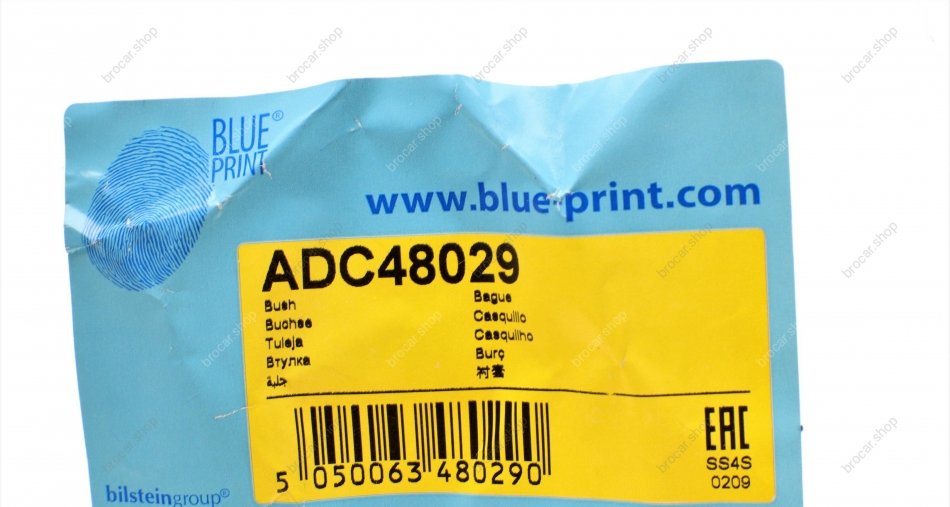 BLUE
PRINT®
www.blue-print.com
ADC48029
Bush
Buchse
Tuleja
Втулка
جلبة
Bague
Casquillo
Casquilho
Burç
衬套
EAC
SS4S
0209
5 050063 480290
bilsteingroup®
brocar.shop